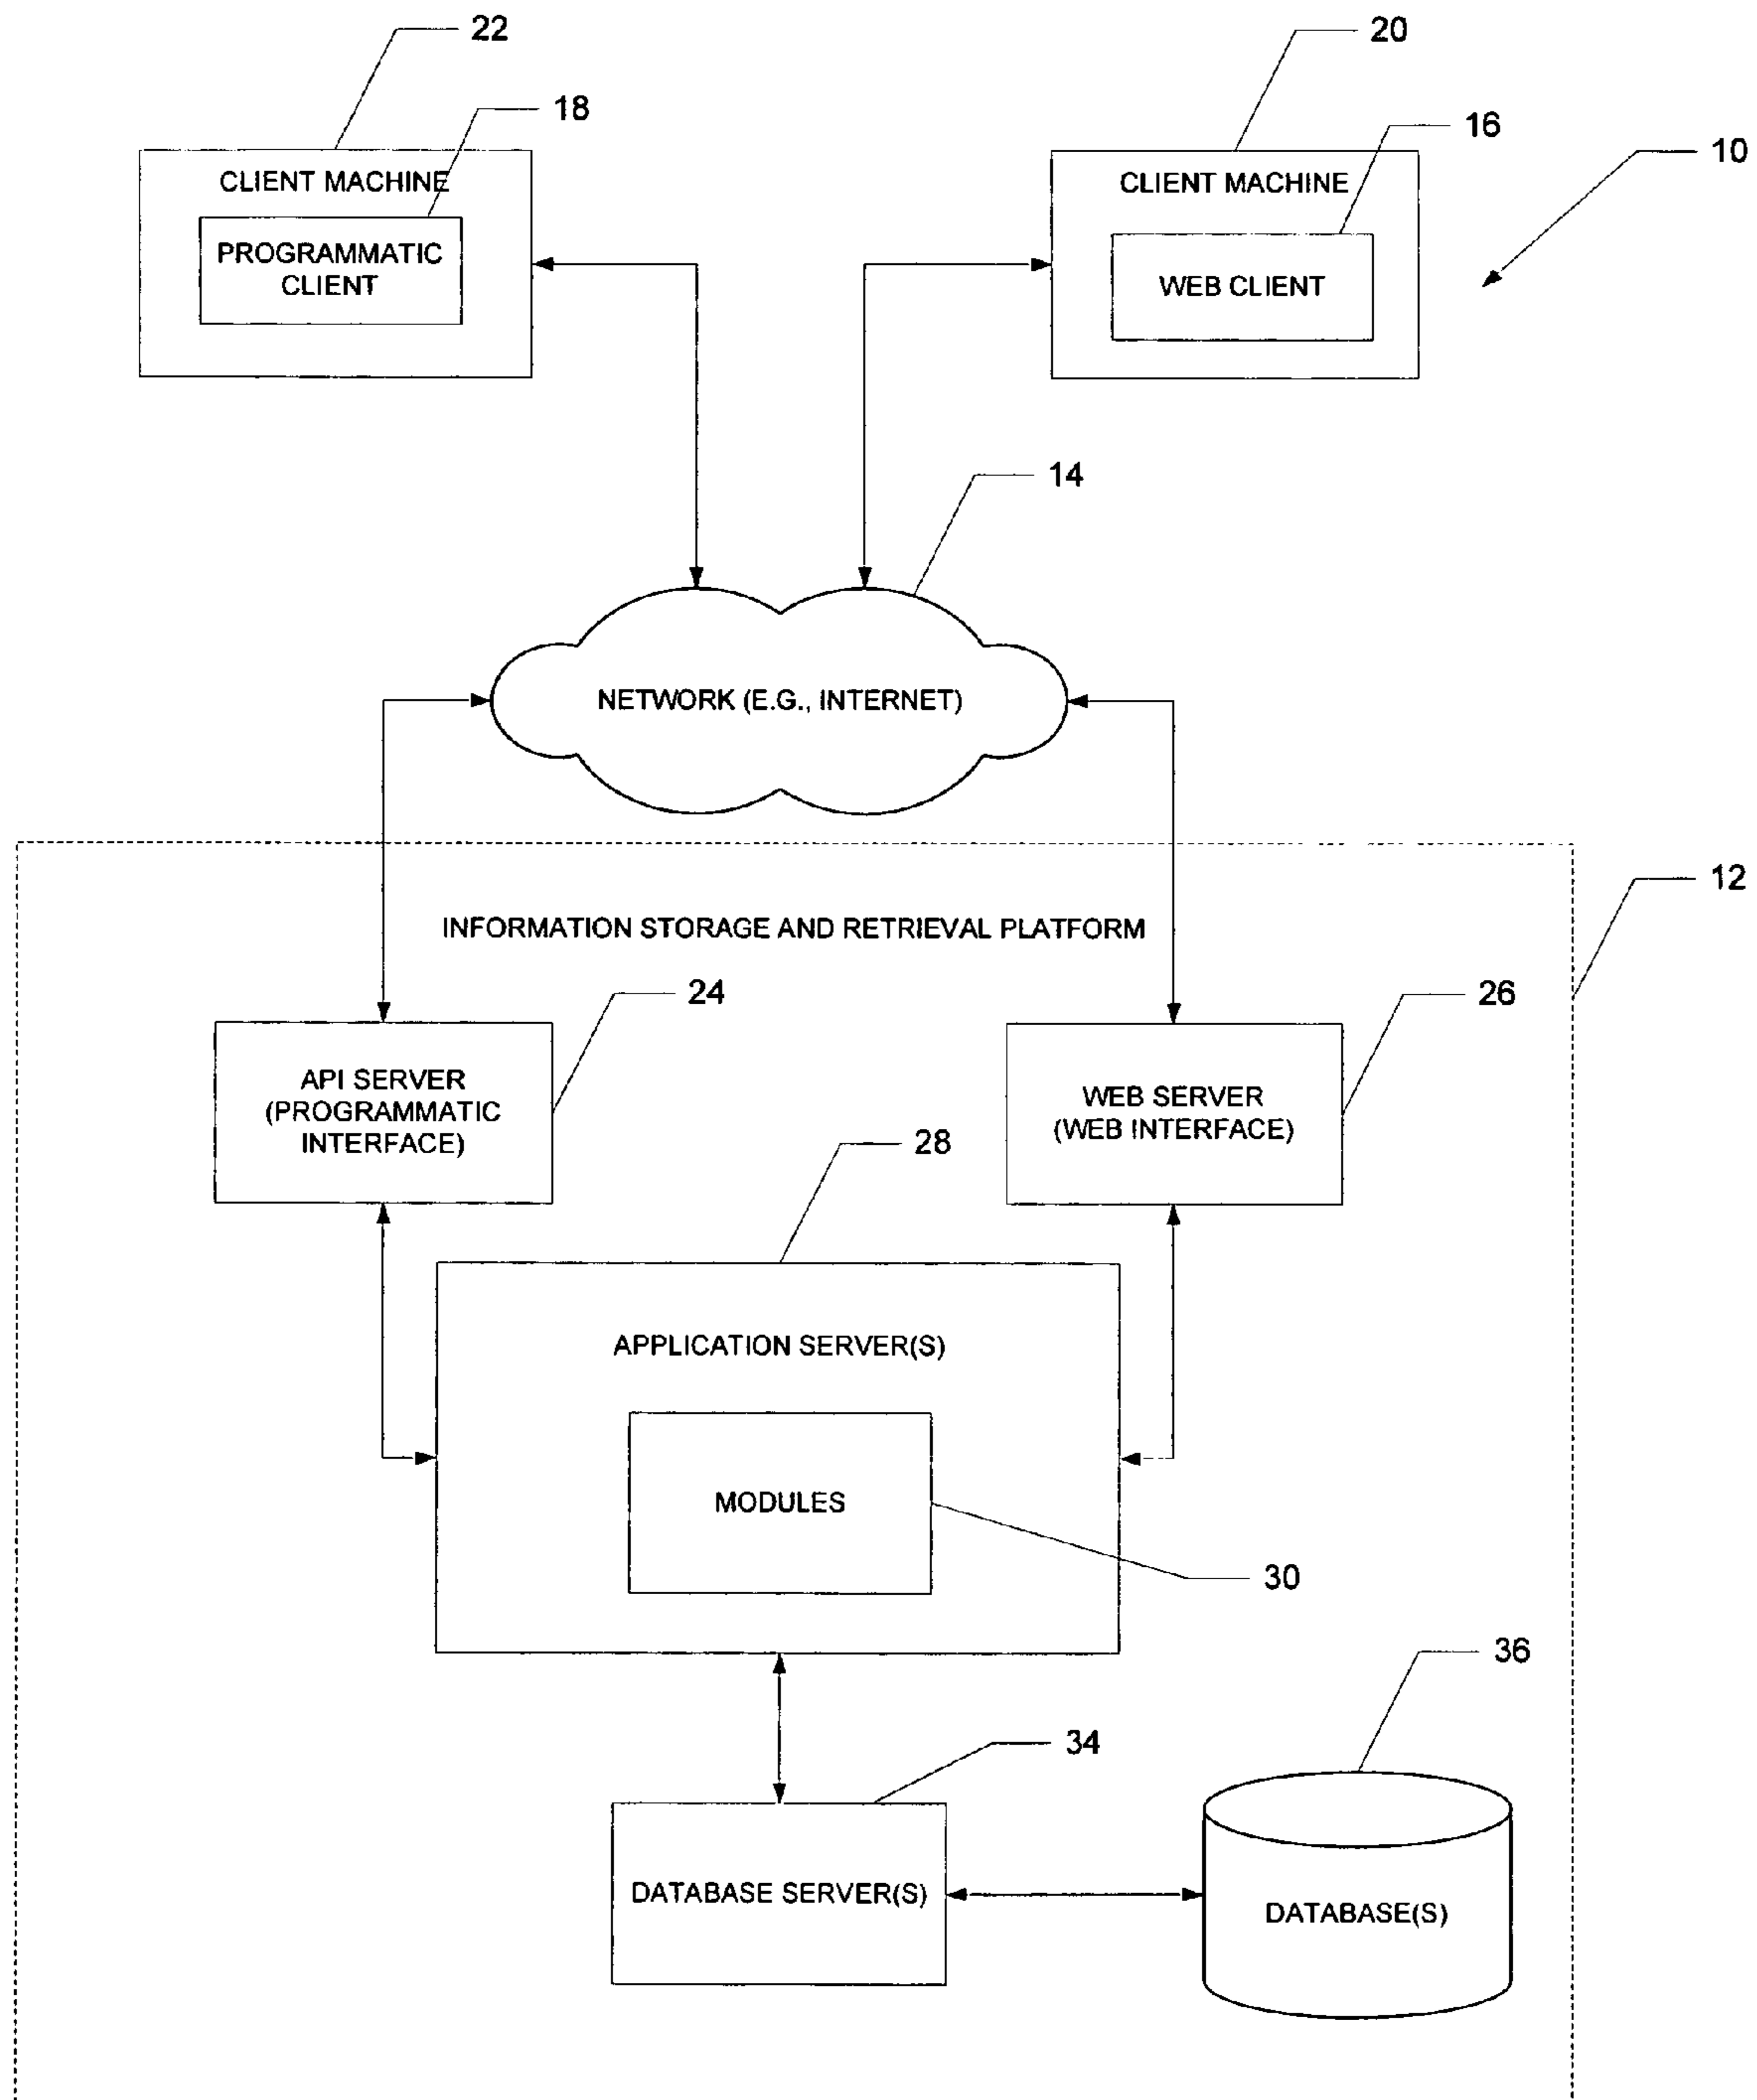 22
20
18
16
10
CLIENT MACHINE
CLIENT MACHINE
PROGRAMMATIC
CLIENT
WEB CLIENT
14
NETWORK (E.G., INTERNET)
12
INFORMATION STORAGE AND RETRIEVAL PLATFORM
24
26
API SERVER
(PROGRAMMATIC
INTERFACE)
WEB SERVER
(WEB INTERFACE)
28
APPLICATION SERVER(S)
MODULES
30
36
34
DATABASE SERVER(S)
DATABASE(S)